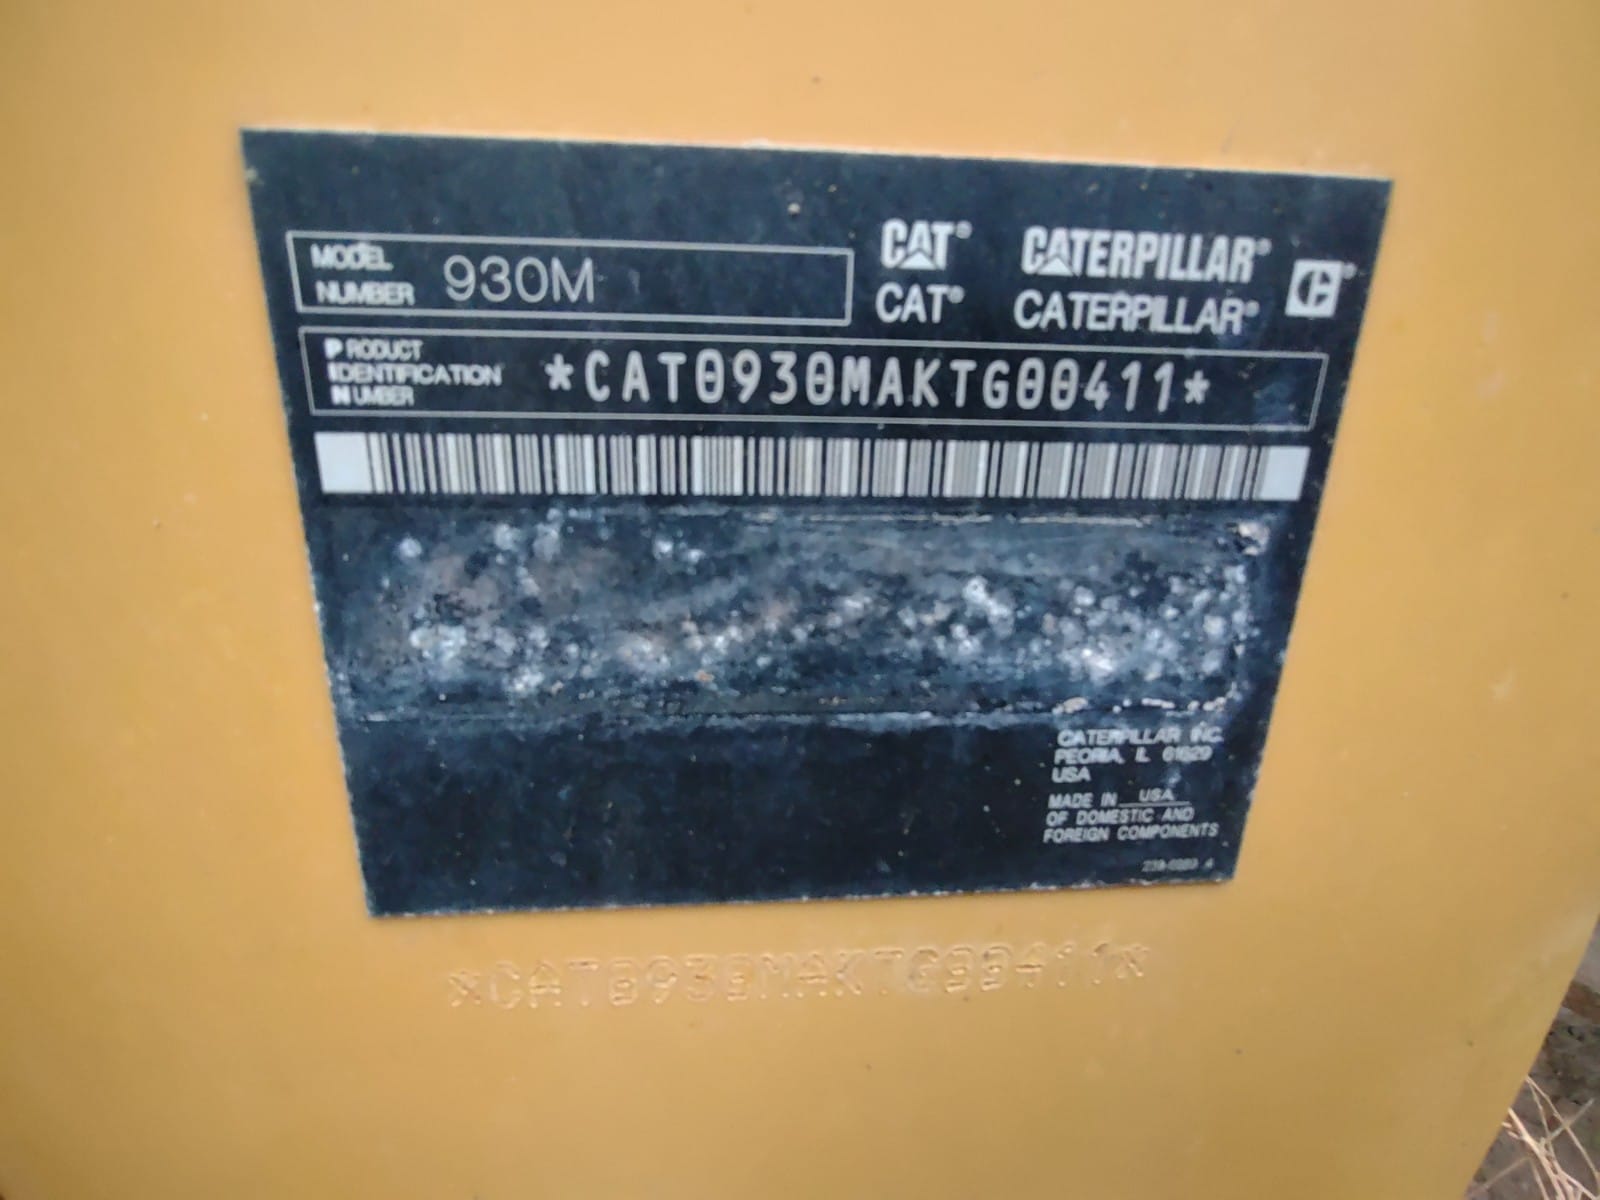 MODEL
NUMBER 930M
CAT® CATERPILLAR®
CAT® CATERPILLAR®
PRODUCT
IDENTIFICATION
NUMBER
*CAT0930MAKTG00411*
CATERPILLAR INC.
PEORIA, IL 61629
USA
MADE IN USA
OF DOMESTIC AND
FOREIGN COMPONENTS
*CAT0930MAKTG00411*